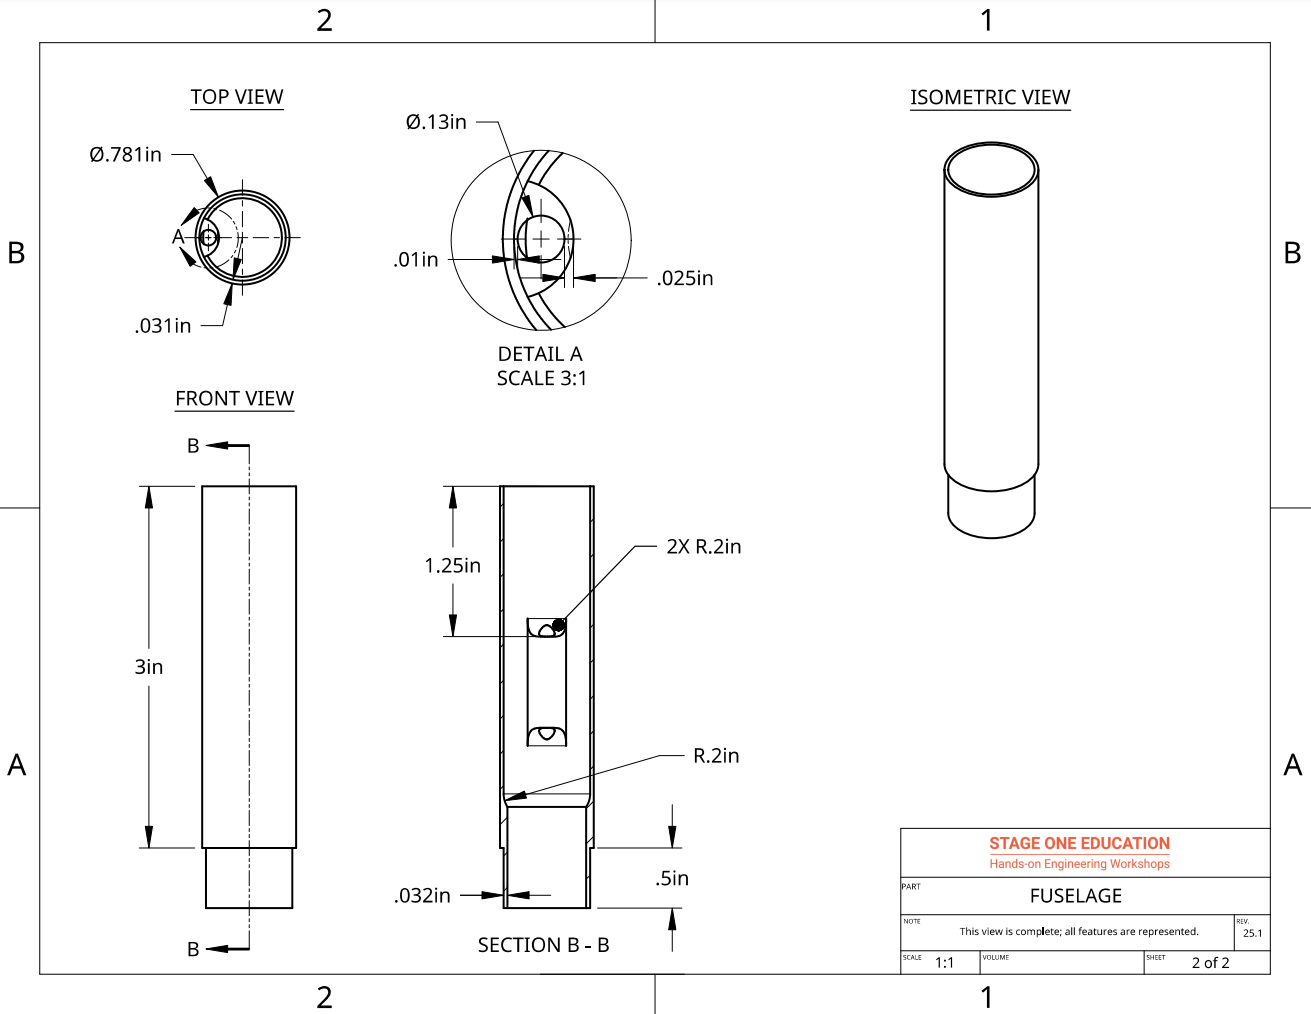 2
1
TOP VIEW
ISOMETRIC VIEW
Ø.13in
Ø.781in
A
B
B
.01in
.025in
.031in
DETAIL A
SCALE 3:1
FRONT VIEW
B
1.25in
2X R.2in
3in
R.2in
A
A
.5in
.032in
B
SECTION B - B
STAGE ONE EDUCATION
Hands-on Engineering Workshops
PART
FUSELAGE
NOTE
This view is complete; all features are represented.
REV.
25.1
SCALE
1:1
VOLUME
SHEET
2 of 2
2
1